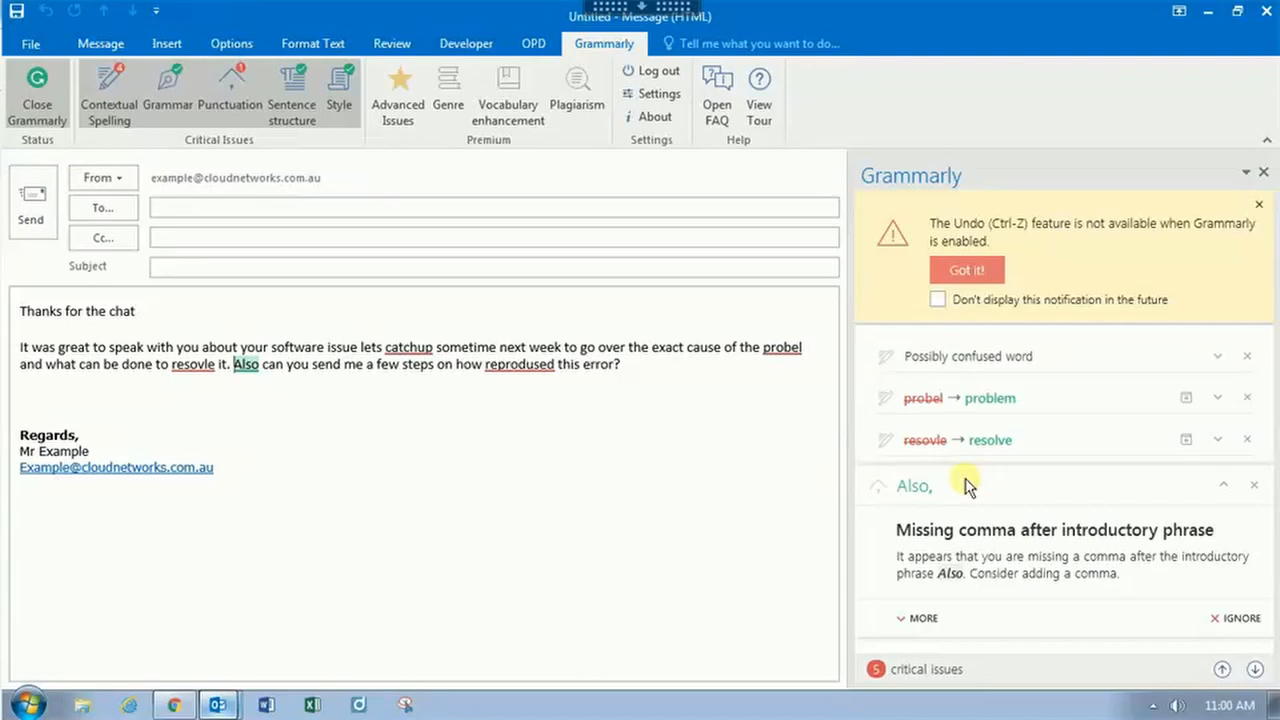 Untitled - Message (HTML)
File Message Insert Options Format Text Review Developer OPD Grammarly Tell me what you want to do...
Close Grammarly
Status
4
Contextual Spelling
Grammar
1
Punctuation
Sentence structure
Style
Critical Issues
Advanced Issues
Genre
Vocabulary enhancement
Plagiarism
Premium
Log out
Settings
i About
Settings
Open FAQ
View Tour
Help
Send
From
example@cloudnetworks.com.au
To...
Cc...
Subject
Thanks for the chat
It was great to speak with you about your software issue lets catchup sometime next week to go over the exact cause of the probel
and what can be done to resovle it. Also can you send me a few steps on how reprodused this error?
Regards,
Mr Example
Example@cloudnetworks.com.au
Grammarly
The Undo (Ctrl-Z) feature is not available when Grammarly
is enabled.
Got it!
Don't display this notification in the future
Possibly confused word
probel → problem
resovle → resolve
Also,
Missing comma after introductory phrase
It appears that you are missing a comma after the introductory
phrase Also. Consider adding a comma.
MORE
IGNORE
5 critical issues
11:00 AM